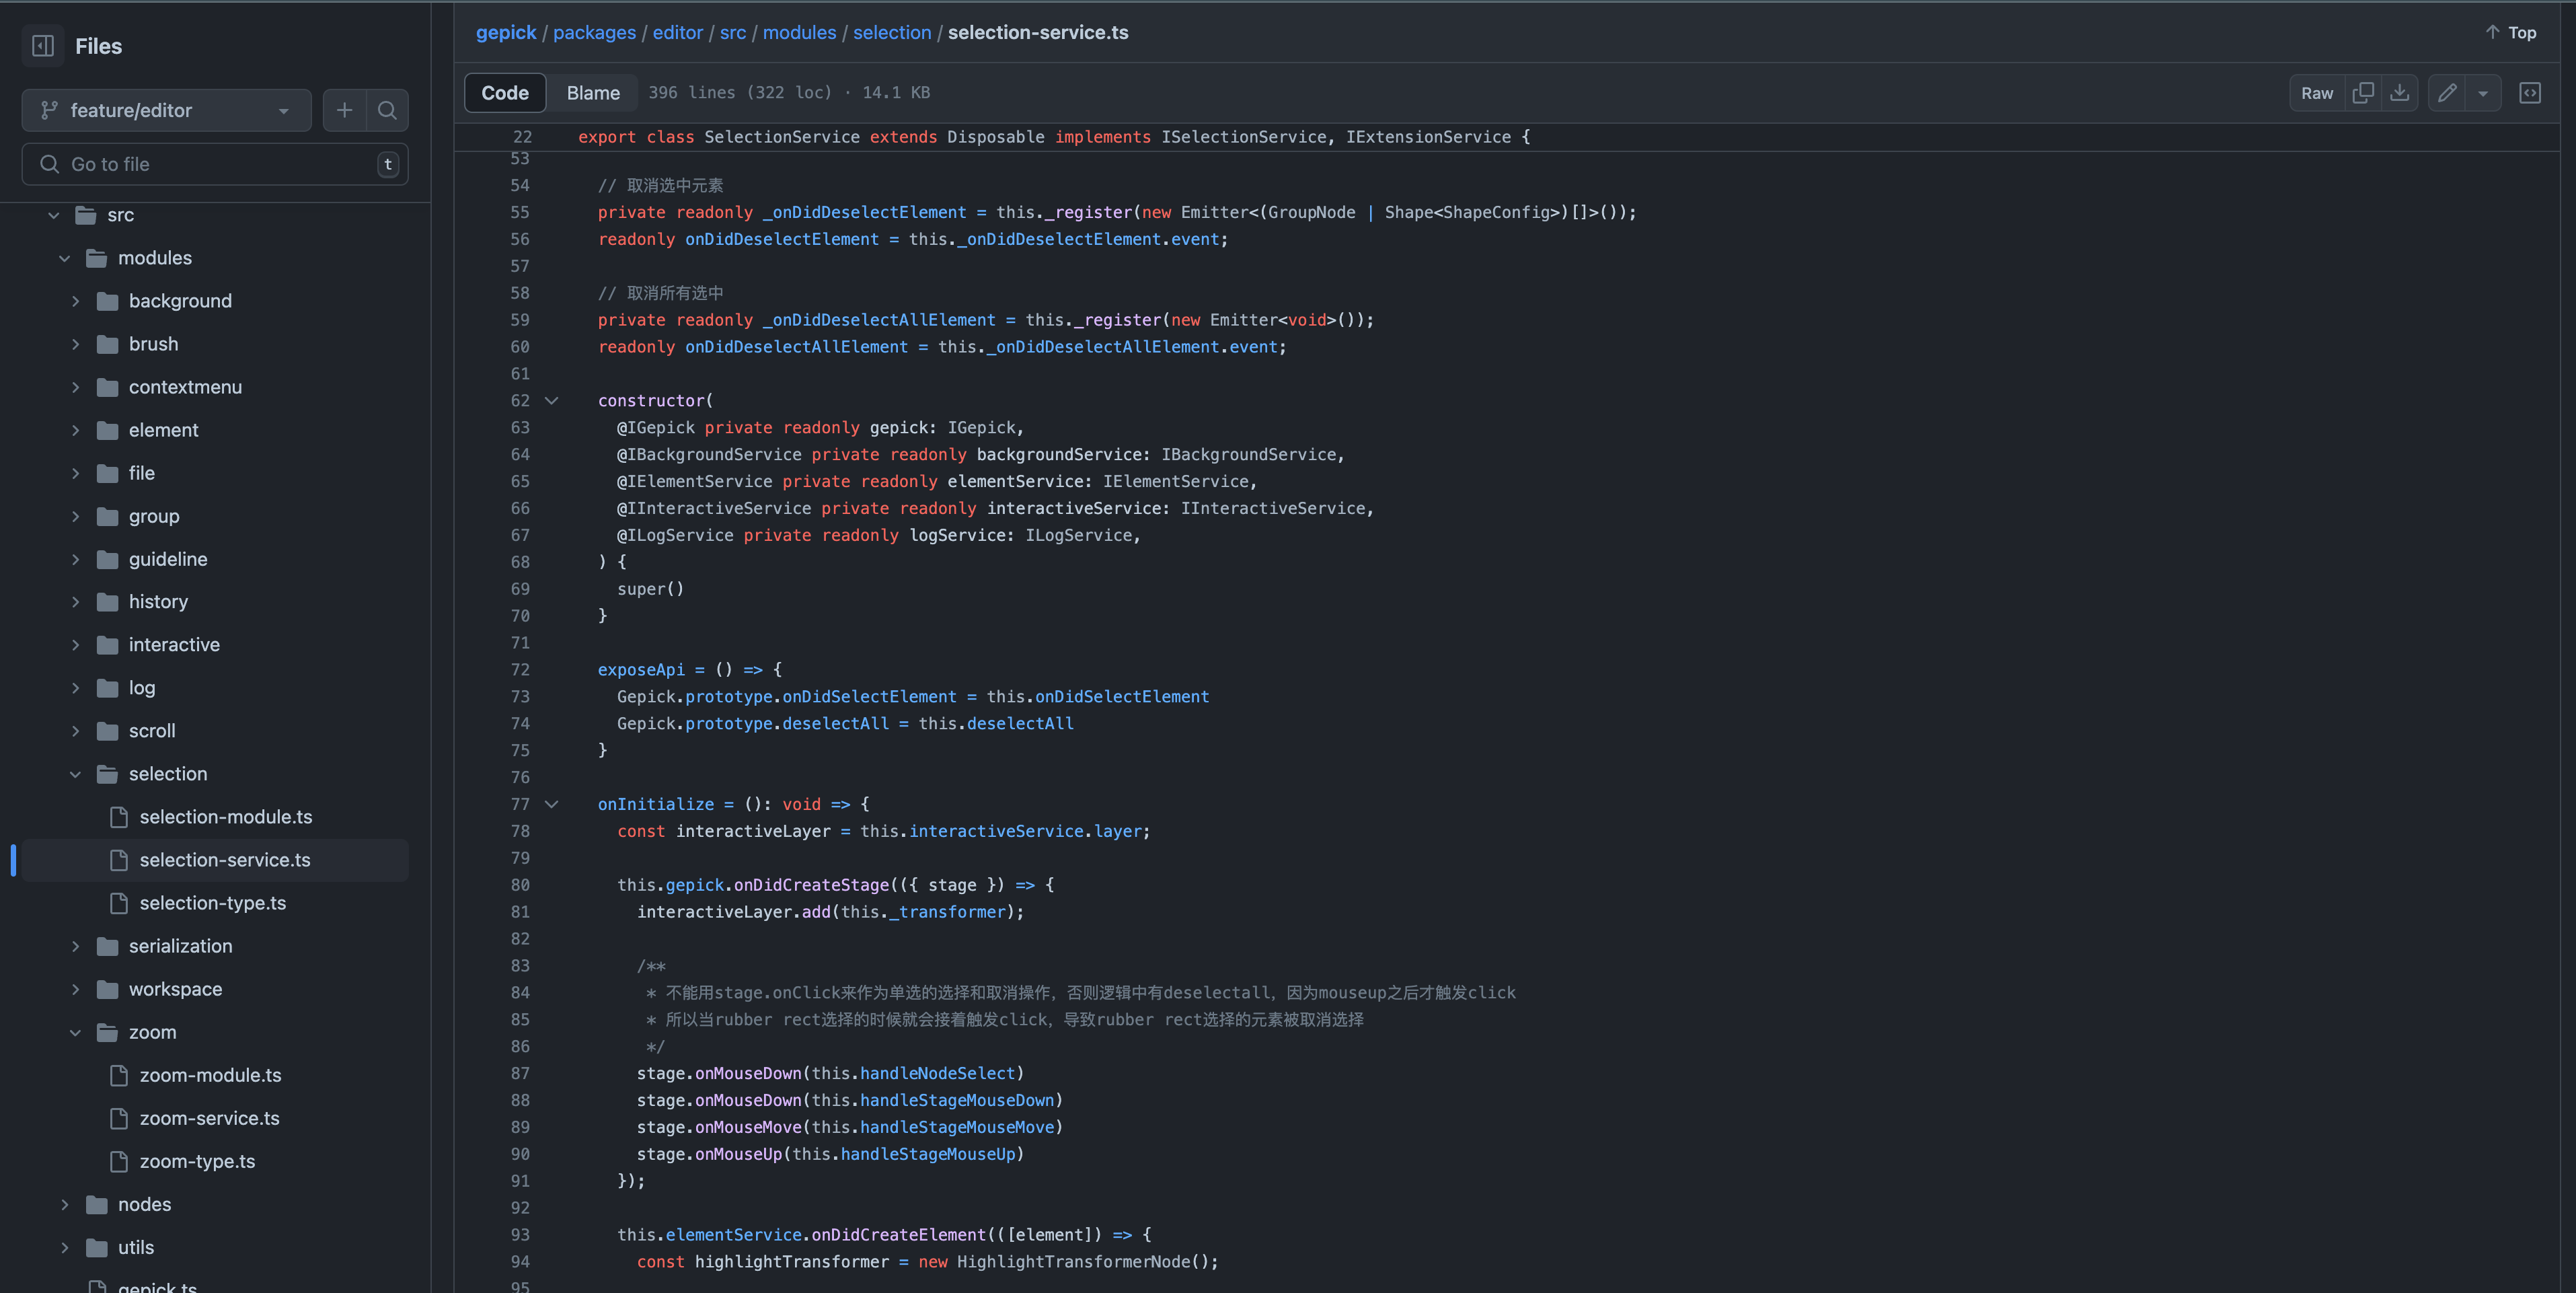 Files
feature/editor
Go to file
t
src
modules
background
brush
contextmenu
element
file
group
guideline
history
interactive
log
scroll
selection
selection-module.ts
selection-service.ts
selection-type.ts
serialization
workspace
zoom
zoom-module.ts
zoom-service.ts
zoom-type.ts
nodes
utils
gepick.ts
gepick / packages / editor / src / modules / selection / selection-service.ts
Top
Code
Blame
396 lines (322 loc) · 14.1 KB
Raw
22 export class SelectionService extends Disposable implements ISelectionService, IExtensionService {
53
54 // 取消选中元素
55 private readonly _onDidDeselectElement = this._register(new Emitter<(GroupNode | Shape<ShapeConfig>)[]>());
56 readonly onDidDeselectElement = this._onDidDeselectElement.event;
57
58 // 取消所有选中
59 private readonly _onDidDeselectAllElement = this._register(new Emitter<void>());
60 readonly onDidDeselectAllElement = this._onDidDeselectAllElement.event;
61
62 constructor(
63 @IGepick private readonly gepick: IGepick,
64 @IBackgroundService private readonly backgroundService: IBackgroundService,
65 @IElementService private readonly elementService: IElementService,
66 @IInteractiveService private readonly interactiveService: IInteractiveService,
67 @ILogService private readonly logService: ILogService,
68 ) {
69 super()
70 }
71
72 exposeApi = () => {
73 Gepick.prototype.onDidSelectElement = this.onDidSelectElement
74 Gepick.prototype.deselectAll = this.deselectAll
75 }
76
77 onInitialize = (): void => {
78 const interactiveLayer = this.interactiveService.layer;
79
80 this.gepick.onDidCreateStage(({ stage }) => {
81 interactiveLayer.add(this._transformer);
82
83 /**
84 * 不能用stage.onClick来作为单选的选择和取消操作，否则逻辑中有deselectall，因为mouseup之后才触发click
85 * 所以当rubber rect选择的时候就会接着触发click，导致rubber rect选择的元素被取消选择
86 */
87 stage.onMouseDown(this.handleNodeSelect)
88 stage.onMouseDown(this.handleStageMouseDown)
89 stage.onMouseMove(this.handleStageMouseMove)
90 stage.onMouseUp(this.handleStageMouseUp)
91 });
92
93 this.elementService.onDidCreateElement(([element]) => {
94 const highlightTransformer = new HighlightTransformerNode();
95